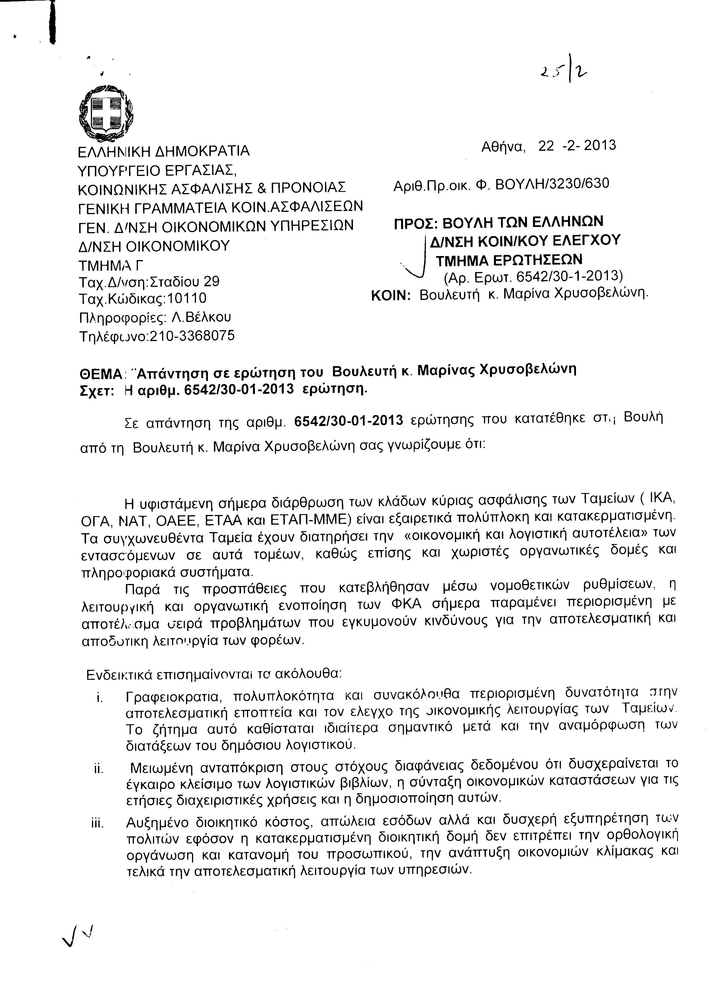 25/2
ΕΛΛΗΝΙΚΗ ΔΗΜΟΚΡΑΤΙΑ
ΥΠΟΥΡΓΕΙΟ ΕΡΓΑΣΙΑΣ,
ΚΟΙΝΩΝΙΚΗΣ ΑΣΦΑΛΙΣΗΣ & ΠΡΟΝΟΙΑΣ
ΓΕΝΙΚΗ ΓΡΑΜΜΑΤΕΙΑ ΚΟΙΝ.ΑΣΦΑΛΙΣΕΩΝ
ΓΕΝ. Δ/ΝΣΗ ΟΙΚΟΝΟΜΙΚΩΝ ΥΠΗΡΕΣΙΩΝ
Δ/ΝΣΗ ΟΙΚΟΝΟΜΙΚΟΥ
ΤΜΗΜΑ Γ
Ταχ.Δ/νση:Σταδίου 29
Ταχ.Κώδικας:10110
Πληροφορίες: Λ.Βέλκου
Τηλέφωνο:210-3368075
Αθήνα, 22 -2- 2013
Αριθ.Πρ.οικ. Φ. ΒΟΥΛΗ/3230/630
ΠΡΟΣ: ΒΟΥΛΗ ΤΩΝ ΕΛΛΗΝΩΝ
Δ/ΝΣΗ ΚΟΙΝ/ΚΟΥ ΕΛΕΓΧΟΥ
ΤΜΗΜΑ ΕΡΩΤΗΣΕΩΝ
(Αρ. Ερωτ. 6542/30-1-2013)
ΚΟΙΝ: Βουλευτή κ. Μαρίνα Χρυσοβελώνη.
ΘΕΜΑ: ¨Απάντηση σε ερώτηση του Βουλευτή κ. Μαρίνας Χρυσοβελώνη
Σχετ: Η αριθμ. 6542/30-01-2013 ερώτηση.
Σε απάντηση της αριθμ. 6542/30-01-2013 ερώτησης που κατατέθηκε στη Βουλή
από τη Βουλευτή κ. Μαρίνα Χρυσοβελώνη σας γνωρίζουμε ότι:
Η υφιστάμενη σήμερα διάρθρωση των κλάδων κύριας ασφάλισης των Ταμείων ( ΙΚΑ,
ΟΓΑ, ΝΑΤ, ΟΑΕΕ, ΕΤΑΑ και ΕΤΑΠ-ΜΜΕ) είναι εξαιρετικά πολύπλοκη και κατακερματισμένη.
Τα συγχωνευθέντα Ταμεία έχουν διατηρήσει την «οικονομική και λογιστική αυτοτέλεια» των
εντασσόμενων σε αυτά τομέων, καθώς επίσης και χωριστές οργανωτικές δομές και
πληροφοριακά συστήματα.
Παρά τις προσπάθειες που κατεβλήθησαν μέσω νομοθετικών ρυθμίσεων, η
λειτουργική και οργανωτική ενοποίηση των ΦΚΑ σήμερα παραμένει περιορισμένη με
αποτέλεσμα σειρά προβλημάτων που εγκυμονούν κινδύνους για την αποτελεσματική και
αποδοτική λειτουργία των φορέων.
Ενδεικτικά επισημαίνονται τα ακόλουθα:
i. Γραφειοκρατία, πολυπλοκότητα και συνακόλουθα περιορισμένη δυνατότητα στην
αποτελεσματική εποπτεία και τον έλεγχο της οικονομικής λειτουργίας των Ταμείων.
Το ζήτημα αυτό καθίσταται ιδιαίτερα σημαντικό μετά και την αναμόρφωση των
διατάξεων του δημόσιου λογιστικού.
ii. Μειωμένη ανταπόκριση στους στόχους διαφάνειας δεδομένου ότι δυσχεραίνεται το
έγκαιρο κλείσιμο των λογιστικών βιβλίων, η σύνταξη οικονομικών καταστάσεων για τις
ετήσιες διαχειριστικές χρήσεις και η δημοσιοποίηση αυτών.
iii. Αυξημένο διοικητικό κόστος, απώλεια εσόδων αλλά και δυσχερή εξυπηρέτηση των
πολιτών εφόσον η κατακερματισμένη διοικητική δομή δεν επιτρέπει την ορθολογική
οργάνωση και κατανομή του προσωπικού, την ανάπτυξη οικονομιών κλίμακας και
τελικά την αποτελεσματική λειτουργία των υπηρεσιών.